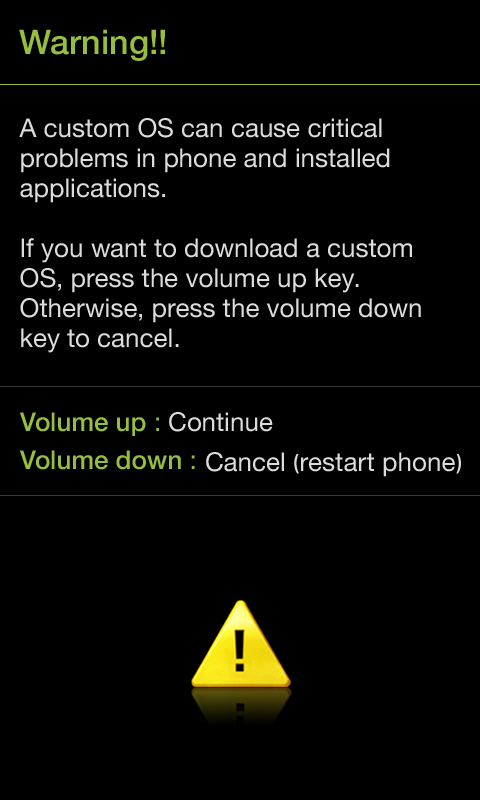 Warning!!
A custom OS can cause critical
problems in phone and installed
applications.
If you want to download a custom
OS, press the volume up key.
Otherwise, press the volume down
key to cancel.
Volume up : Continue
Volume down : Cancel (restart phone)
!